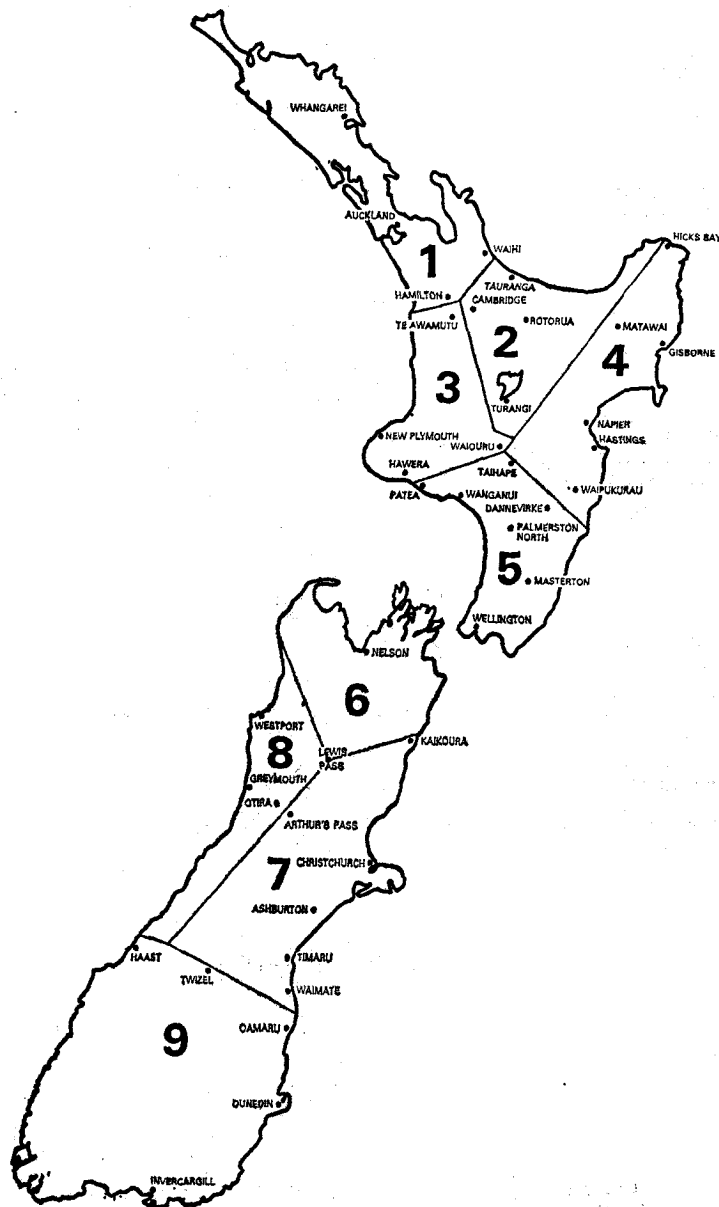 WHANGAREI
AUCKLAND
WAIHI
HICKS BAY
1
TAURANGA
HAMILTON
CAMBRIDGE
TE AWAMUTU
ROTORUA
MATAWAI
2
4
GISBORNE
3
TURANGI
NAPIER
NEW PLYMOUTH
WAIOURU
HASTINGS
HAWERA
TAIHAPE
PATEA
WANGANUI
WAIPUKURAU
DANNEVIRKE
PALMERSTON
NORTH
5
MASTERTON
WELLINGTON
NELSON
6
WESTPORT
KAIKOURA
8
LEWIS
PASS
GREYMOUTH
OTIRA
ARTHUR'S PASS
CHRISTCHURCH
7
ASHBURTON
HAAST
TIMARU
TWIZEL
WAIMATE
OAMARU
9
DUNEDIN
INVERCARGILL